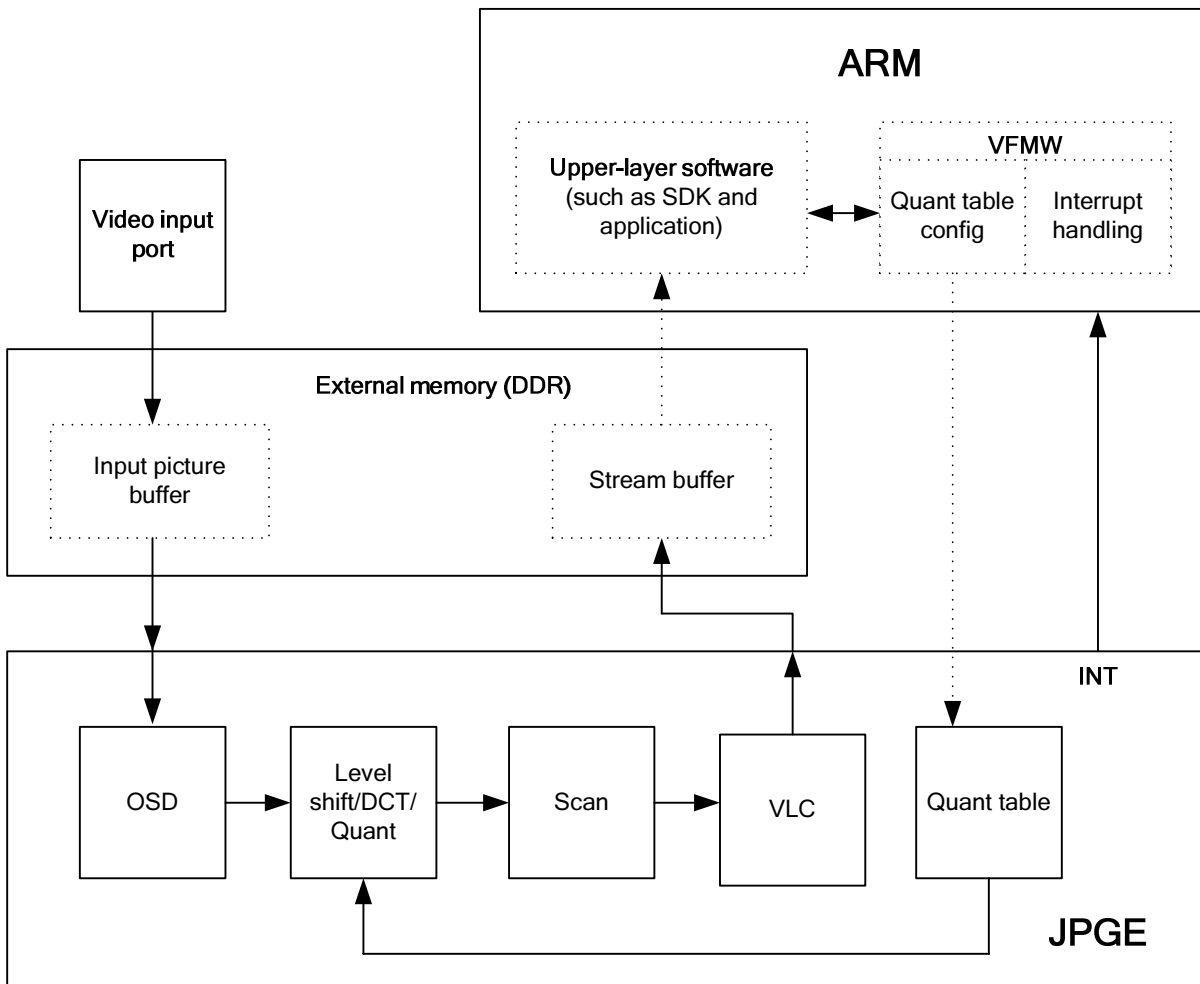 ARM
Upper-layer software
(such as SDK and
application)
VFMW
Quant table
config
Interrupt
handling
Video input
port
External memory (DDR)
Input picture
buffer
Stream buffer
INT
OSD
Level
shift/DCT/
Quant
Scan
VLC
Quant table
JPGE